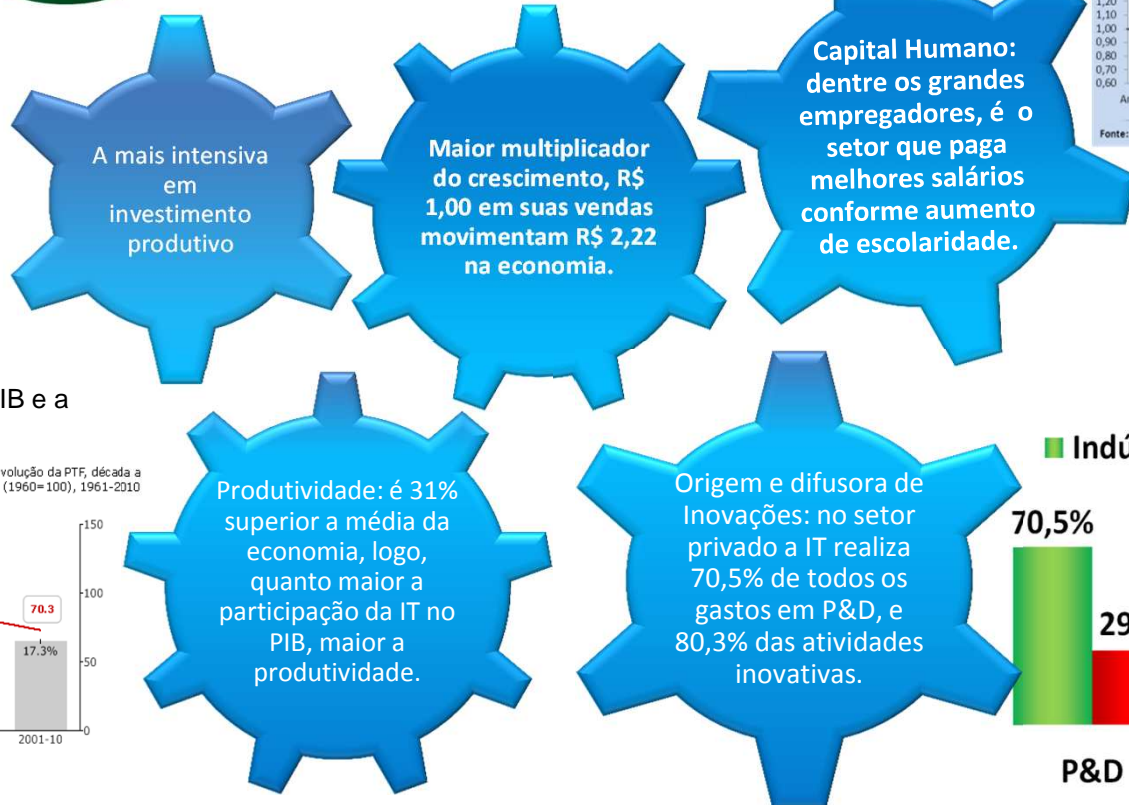 A mais intensiva
em
investimento
produtivo
Maior multiplicador
do crescimento, R$
1,00 em suas vendas
movimentam R$ 2,22
na economia.
Capital Humano:
dentre os grandes
empregadores, é o
setor que paga
melhores salários
conforme aumento
de escolaridade.
1,20
1,10
1,00
0,90
0,80
0,70
0,60
Fonte:
IB e a
volução da PTF, década a
(1960=100), 1961-2010
150
100
50
0
70.3
17.3%
2001-10
Produtividade: é 31%
superior a média da
economia, logo,
quanto maior a
participação da IT no
PIB, maior a
produtividade.
Origem e difusora de
Inovações: no setor
privado a IT realiza
70,5% de todos os
gastos em P&D, e
80,3% das atividades
inovativas.
Indú
70,5%
29
P&D